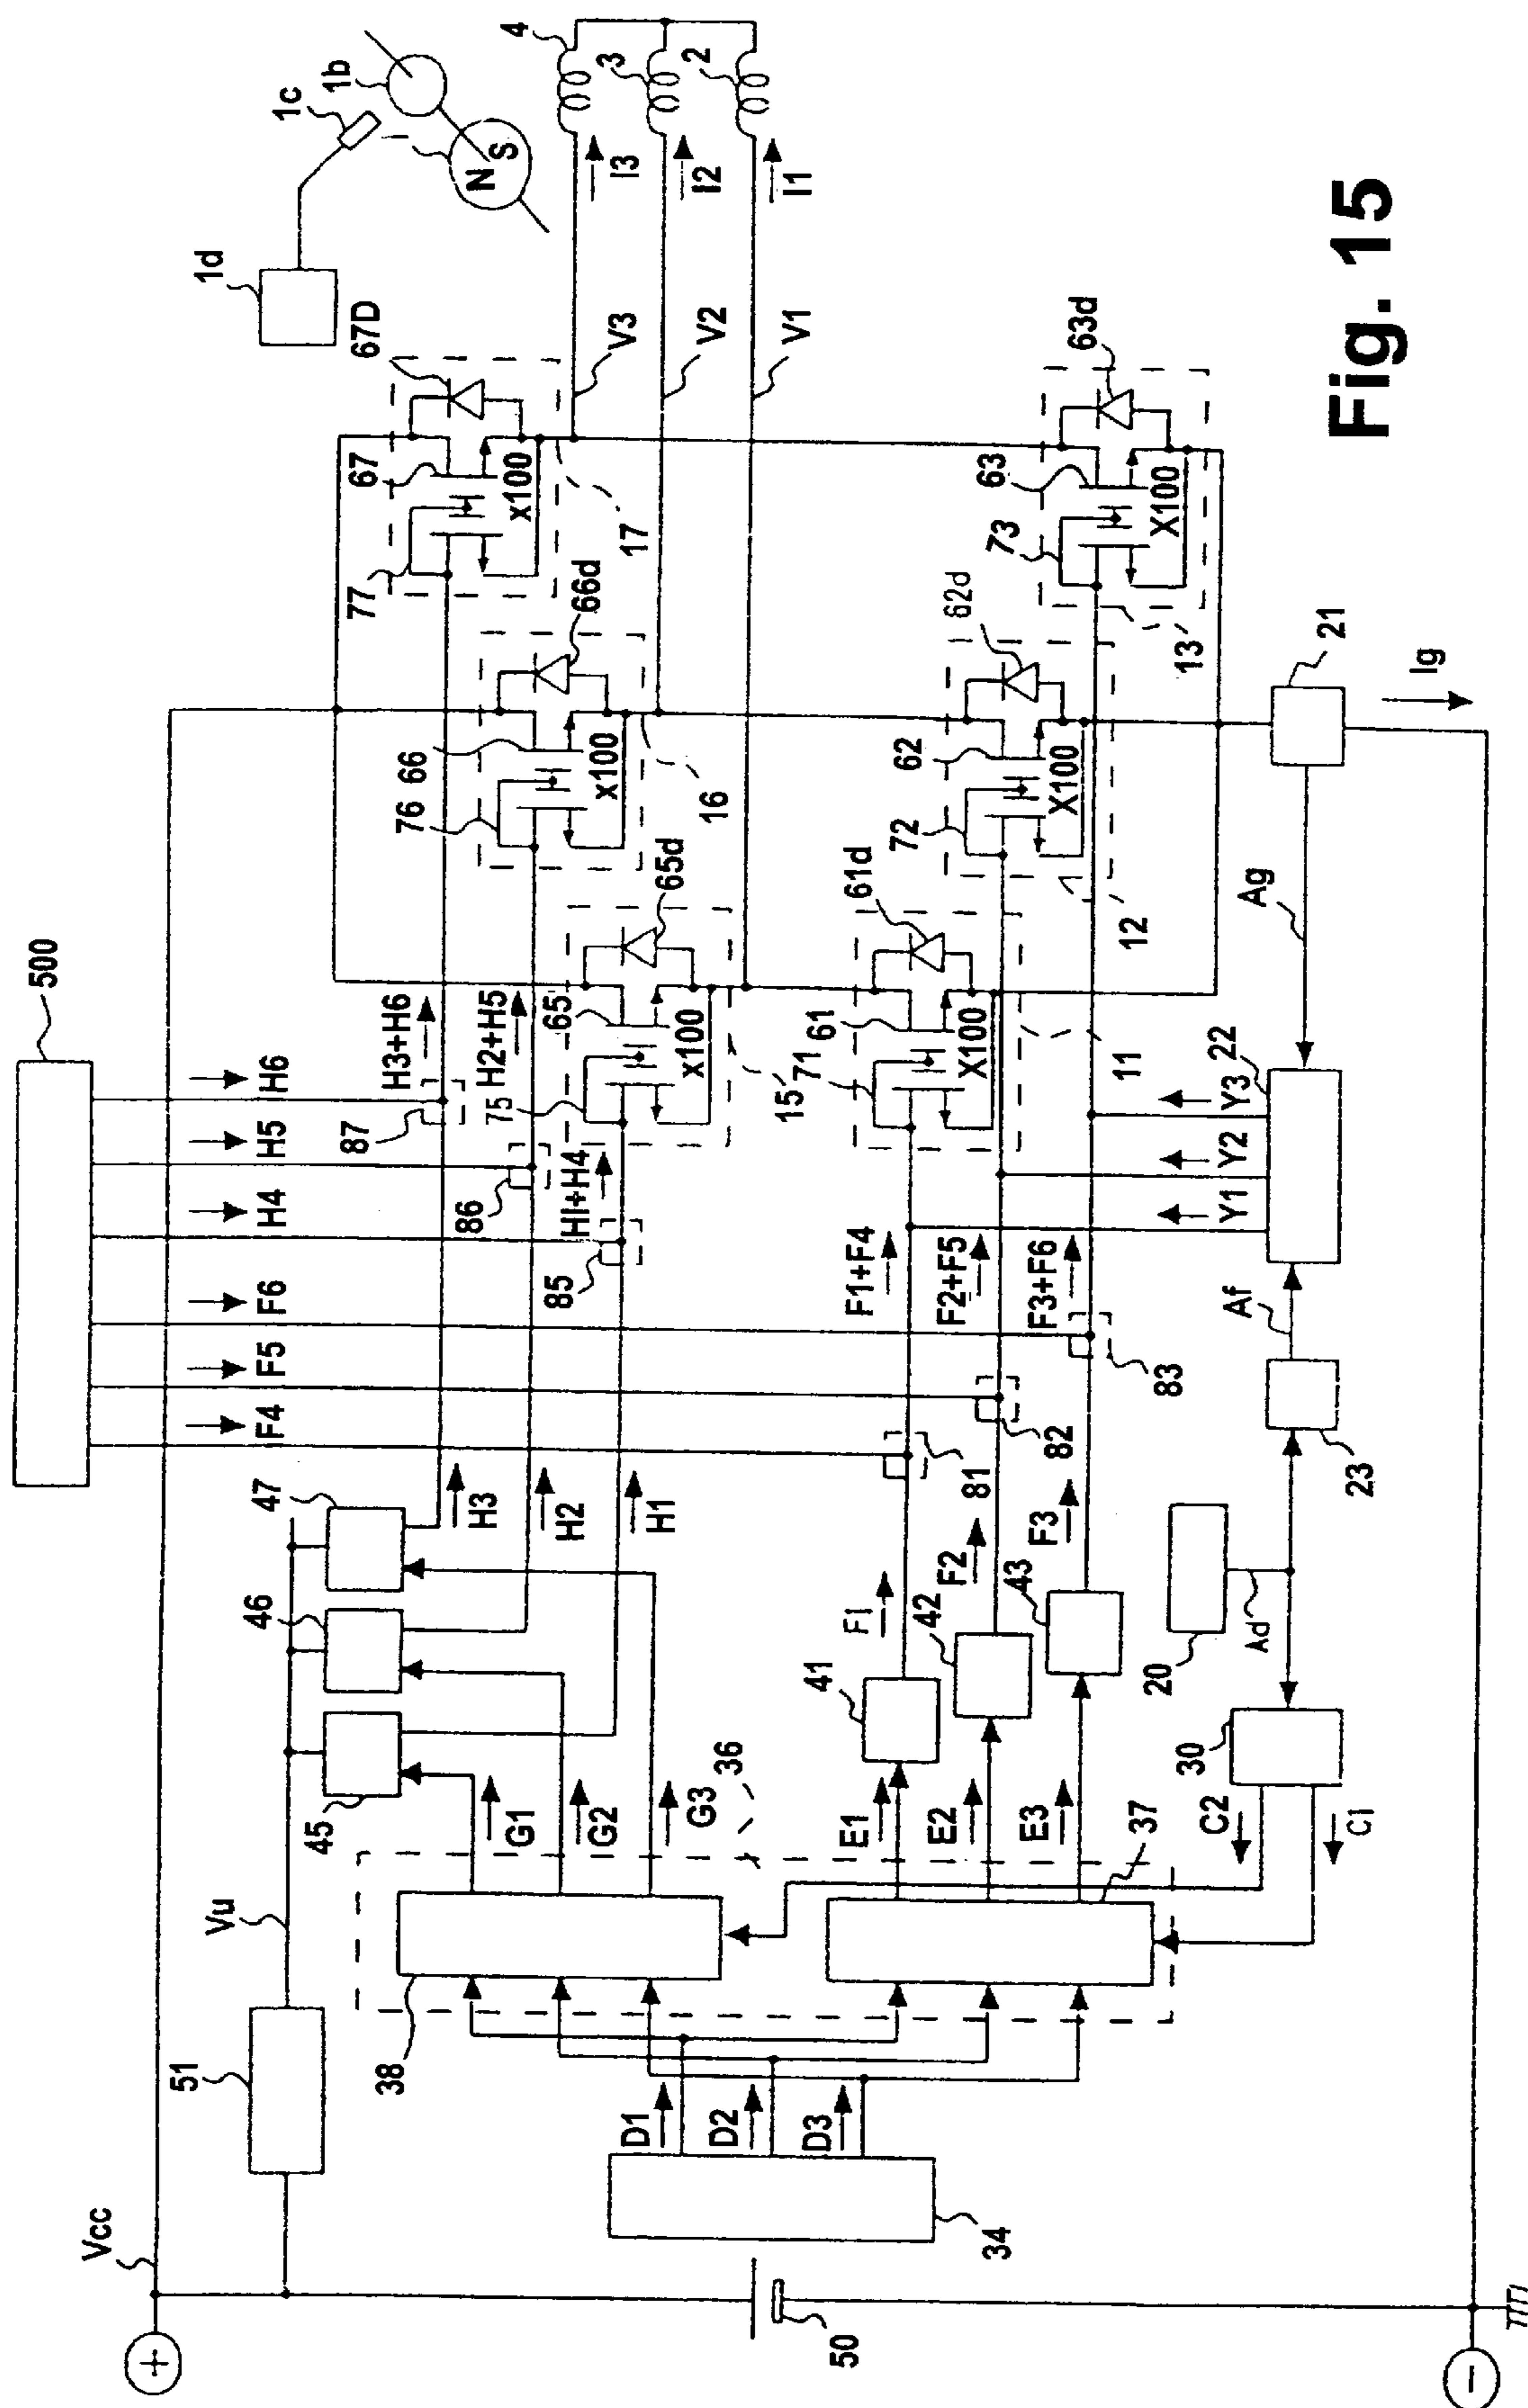 Fig. 15
500
F4
F5
F6
H4
H5
H6
Vcc
Vu
51
45
46
47
H3
H2
H1
87
86
85
H3+H6
H2+H5
H1+H4
77
67
67D
x100
17
76
66
66d
x100
16
75
65
65d
x100
15
1d
1c
1b
N S
4
3
2
I3
I2
I1
V3
V2
V1
50
34
D1
D2
D3
38
36
37
G1
G2
G3
E1
E2
E3
41
42
43
F1
F2
F3
81
82
83
F1+F4
F2+F5
F3+F6
71
61
61d
X100
11
72
62
62d
X100
12
73
63
63d
X100
13
C2
C1
30
20
Ad
23
Af
22
Y1
Y2
Y3
Ag
21
Ig
+
−